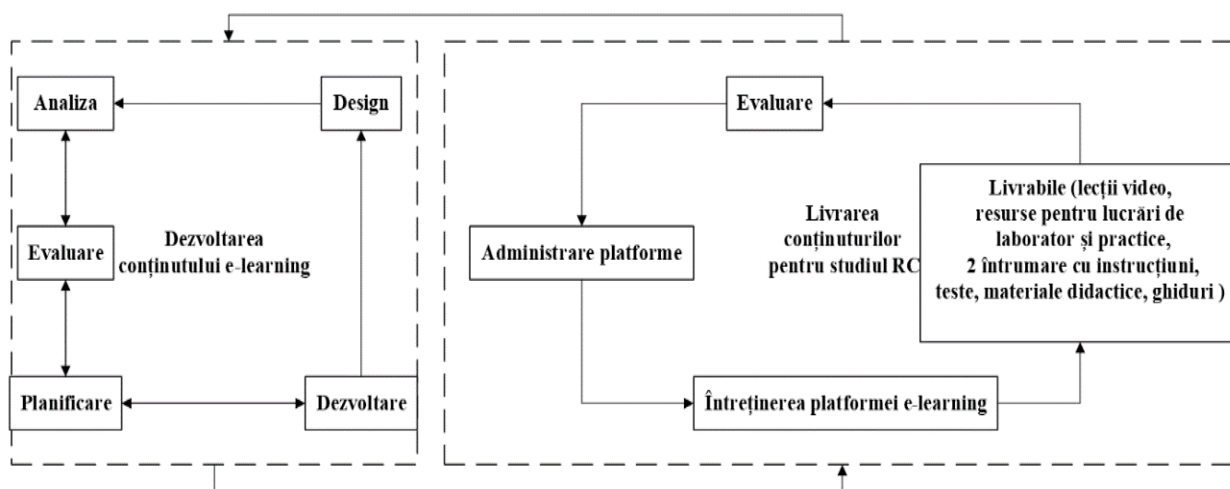 Analiza
Design
Evaluare
Dezvoltarea
conținutului e-learning
Planificare
Dezvoltare
Evaluare
Administrare platforme
Livrarea
conținuturilor
pentru studiul RC
Livrabile (lecții video,
resurse pentru lucrări de
laborator și practice,
2 întrumare cu instrucțiuni,
teste, materiale didactice, ghiduri )
Întreținerea platformei e-learning